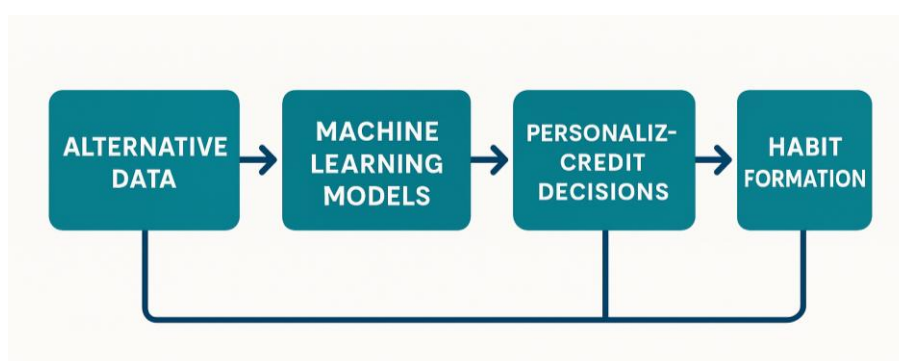 ALTERNATIVE
DATA
MACHINE
LEARNING
MODELS
PERSONALIZ-
CREDIT
DECISIONS
HABIT
FORMATION